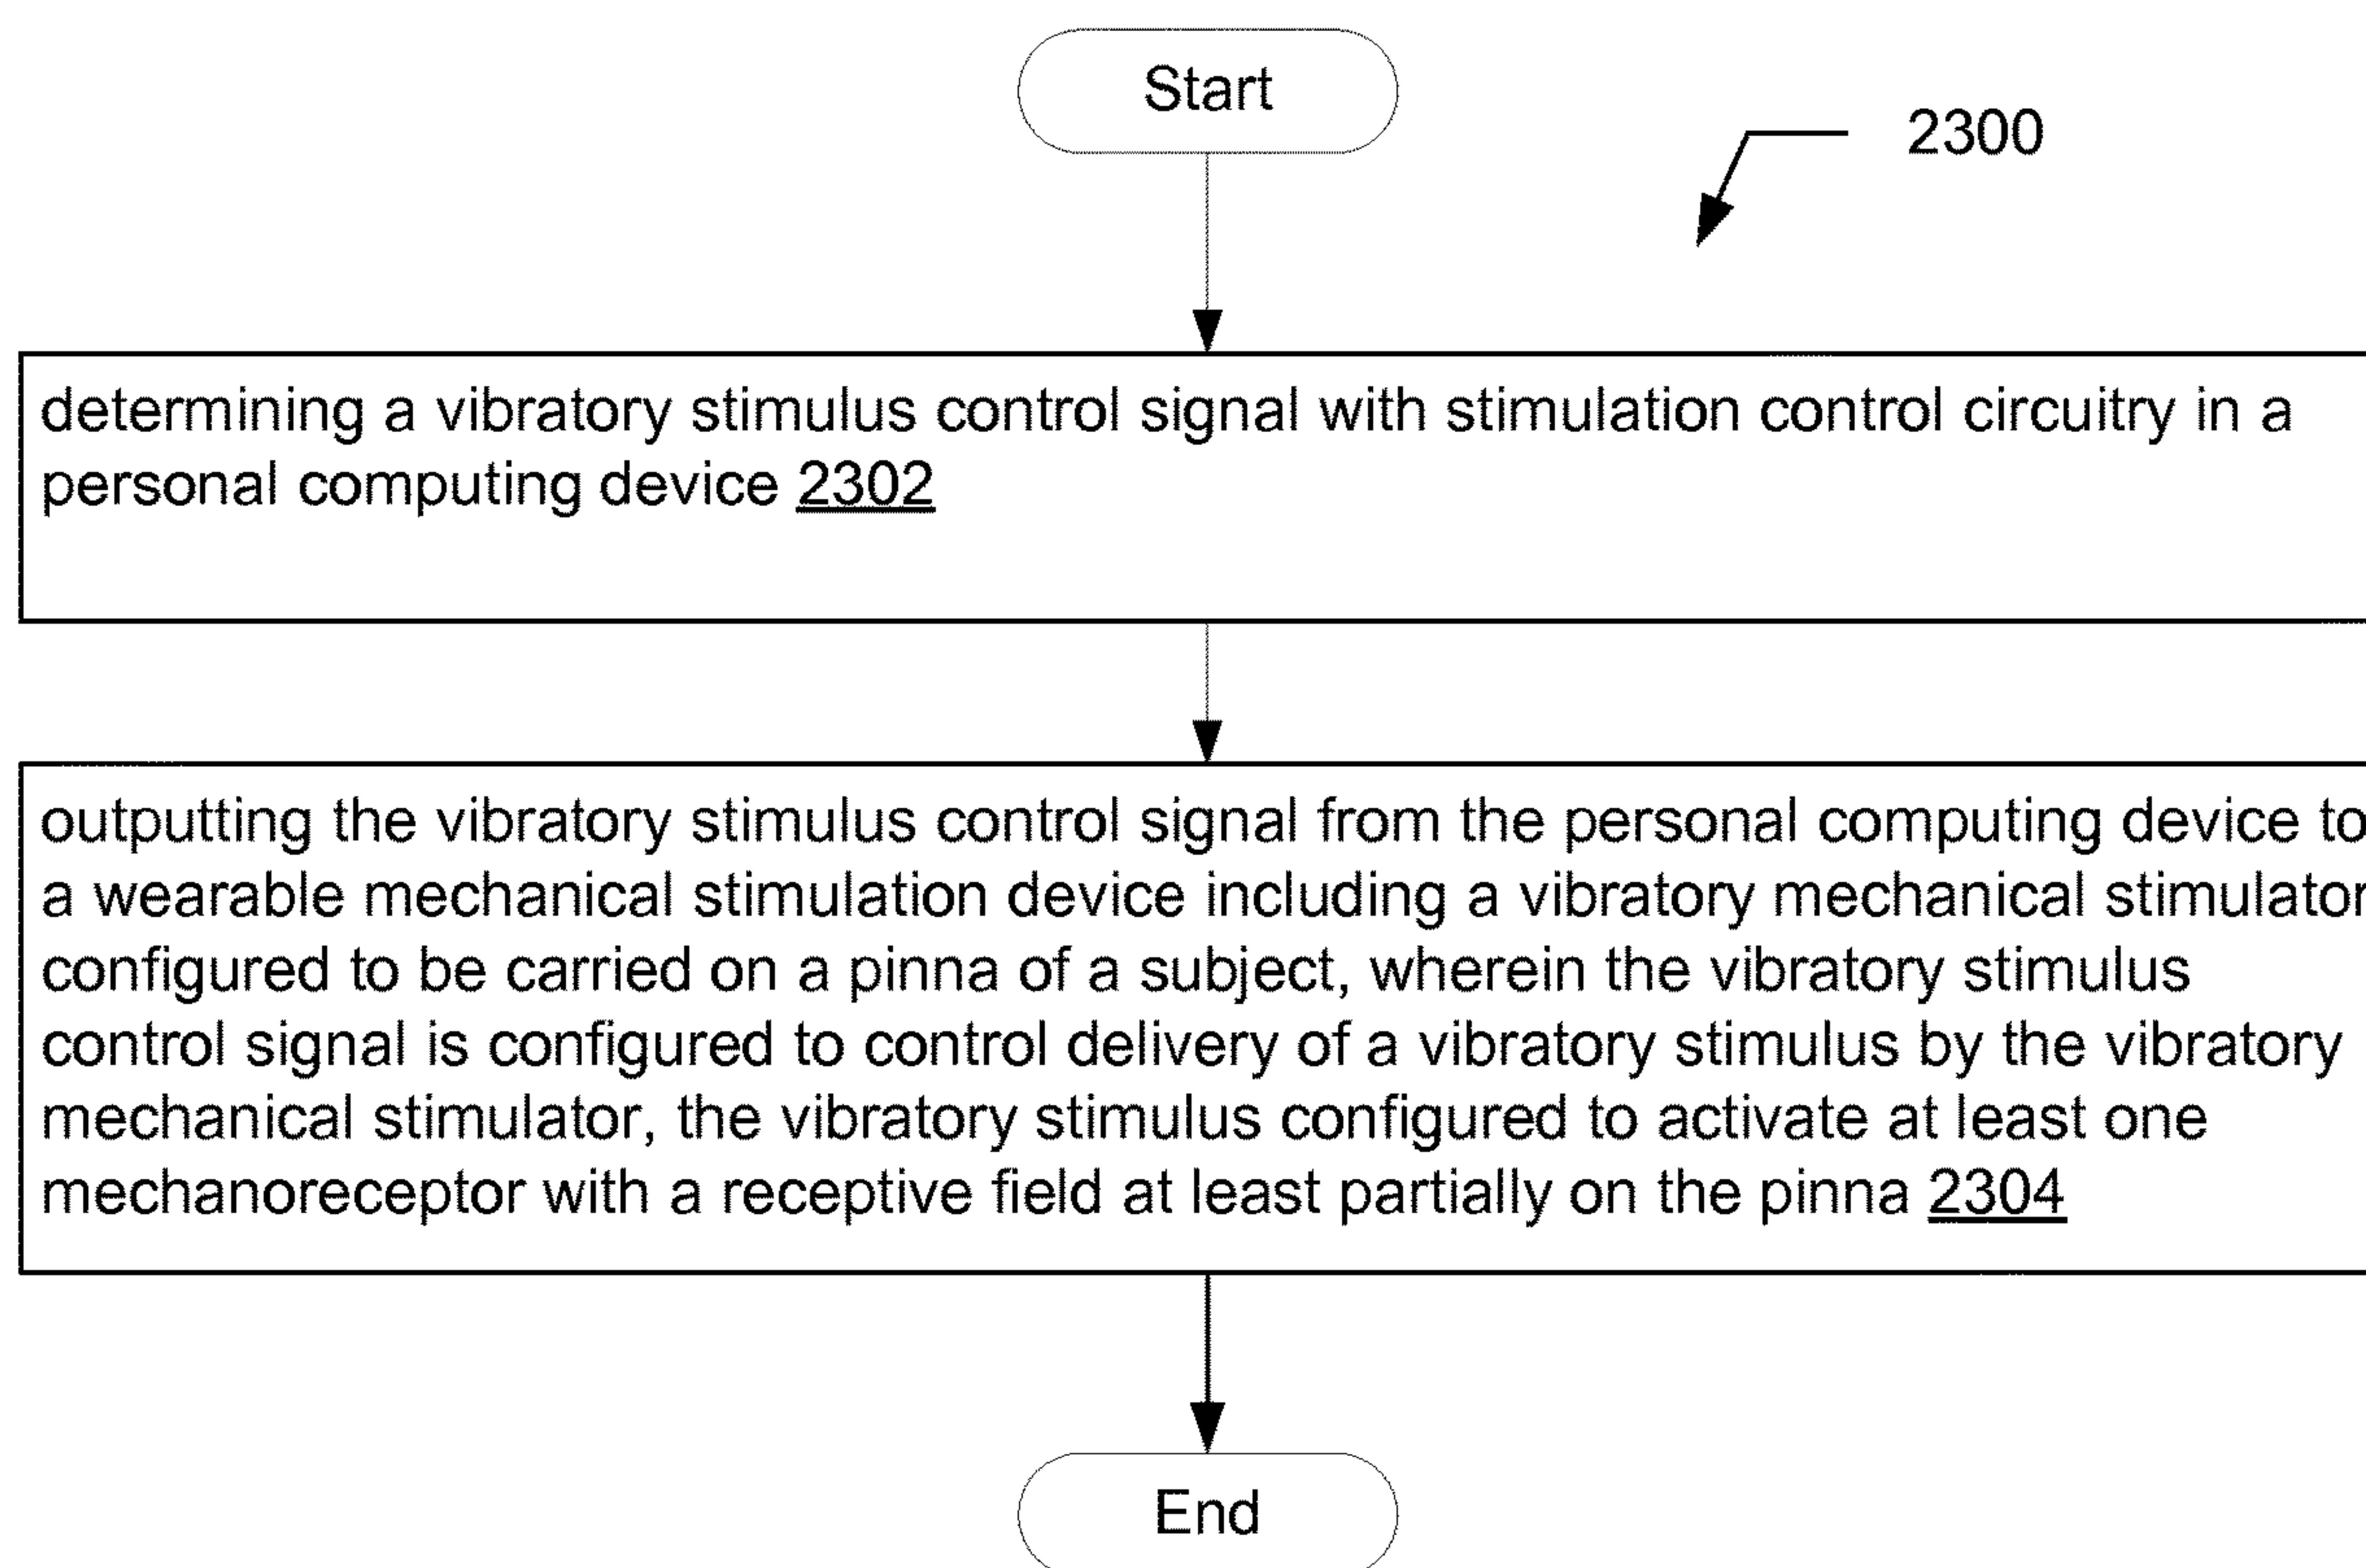 Start
2300
determining a vibratory stimulus control signal with stimulation control circuitry in a
personal computing device 2302
outputting the vibratory stimulus control signal from the personal computing device to
a wearable mechanical stimulation device including a vibratory mechanical stimulator
configured to be carried on a pinna of a subject, wherein the vibratory stimulus
control signal is configured to control delivery of a vibratory stimulus by the vibratory
mechanical stimulator, the vibratory stimulus configured to activate at least one
mechanoreceptor with a receptive field at least partially on the pinna 2304
End